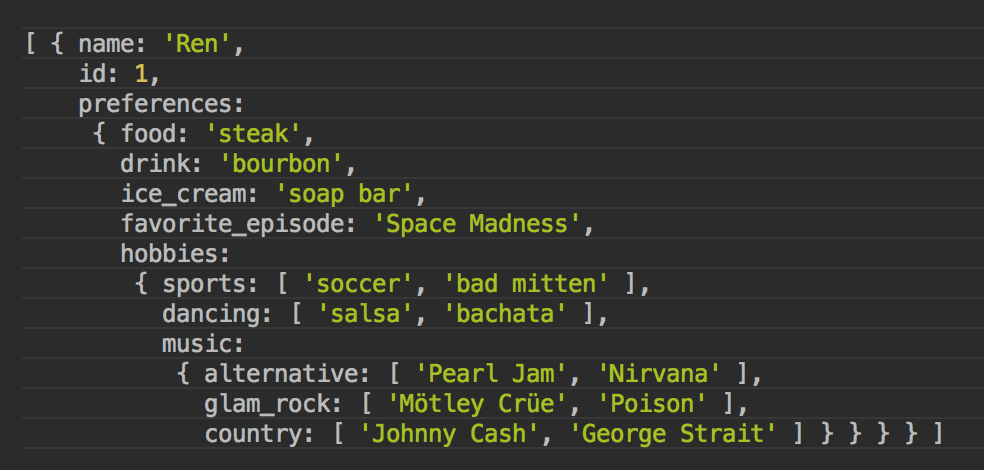 [ { name: 'Ren',
id: 1,
preferences:
{ food: 'steak',
drink: 'bourbon',
ice_cream: 'soap bar',
favorite_episode: 'Space Madness',
hobbies:
{ sports: [ 'soccer', 'bad mitten' ],
dancing: [ 'salsa', 'bachata' ],
music:
{ alternative: [ 'Pearl Jam', 'Nirvana' ],
glam_rock: [ 'Mötley Crüe', 'Poison' ],
country: [ 'Johnny Cash', 'George Strait' ] } } } } ]